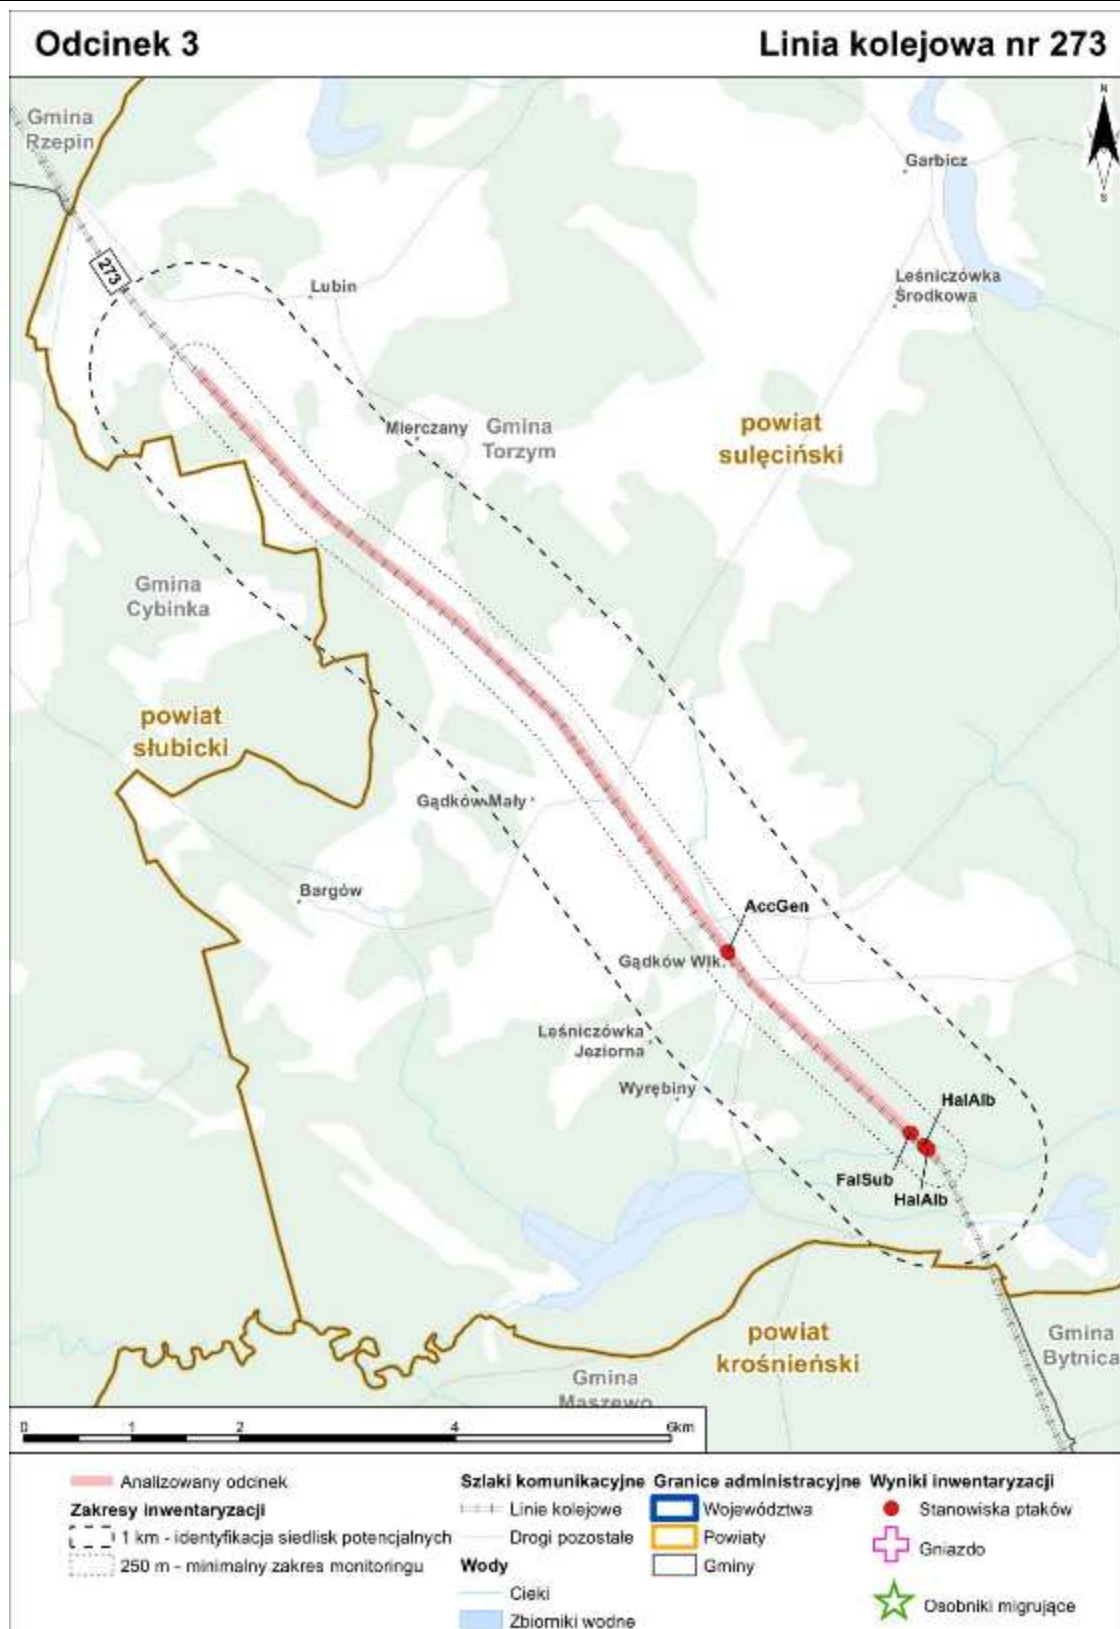 Odcinek 3
Linia kolejowa nr 273
Gmina
Rzepin
N
S
Garbicz
273
Lubin
Leśniczówka
Środkowa
Mierczany
Gmina
Torzym
powiat
sulęciński
Gmina
Cybinka
powiat
słubicki
Gądków Mały
Bargów
AccGen
Gądków Wlk.
Leśniczówka
Jeziorna
Wyrębiny
HalAlb
FalSub
HalAlb
powiat
krośnieński
Gmina
Bytnica
Gmina
Maszewo
0 1 2 4 6km
Analizowany odcinek
Zakresy inwentaryzacji
1 km - identyfikacja siedlisk potencjalnych
250 m - minimalny zakres monitoringu
Szlaki komunikacyjne
Linie kolejowe
Drogi pozostałe
Wody
Cieki
Zbiorniki wodne
Granice administracyjne
Województwa
Powiaty
Gminy
Wyniki inwentaryzacji
Stanowiska ptaków
Gniazdo
Osobniki migrujące